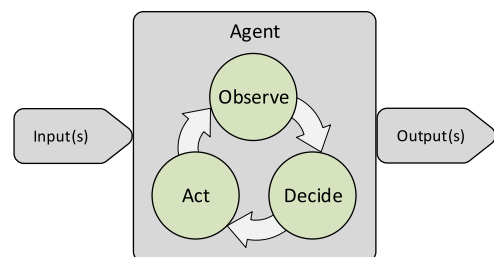 Agent
Observe
Input(s)
Output(s)
Act
Decide